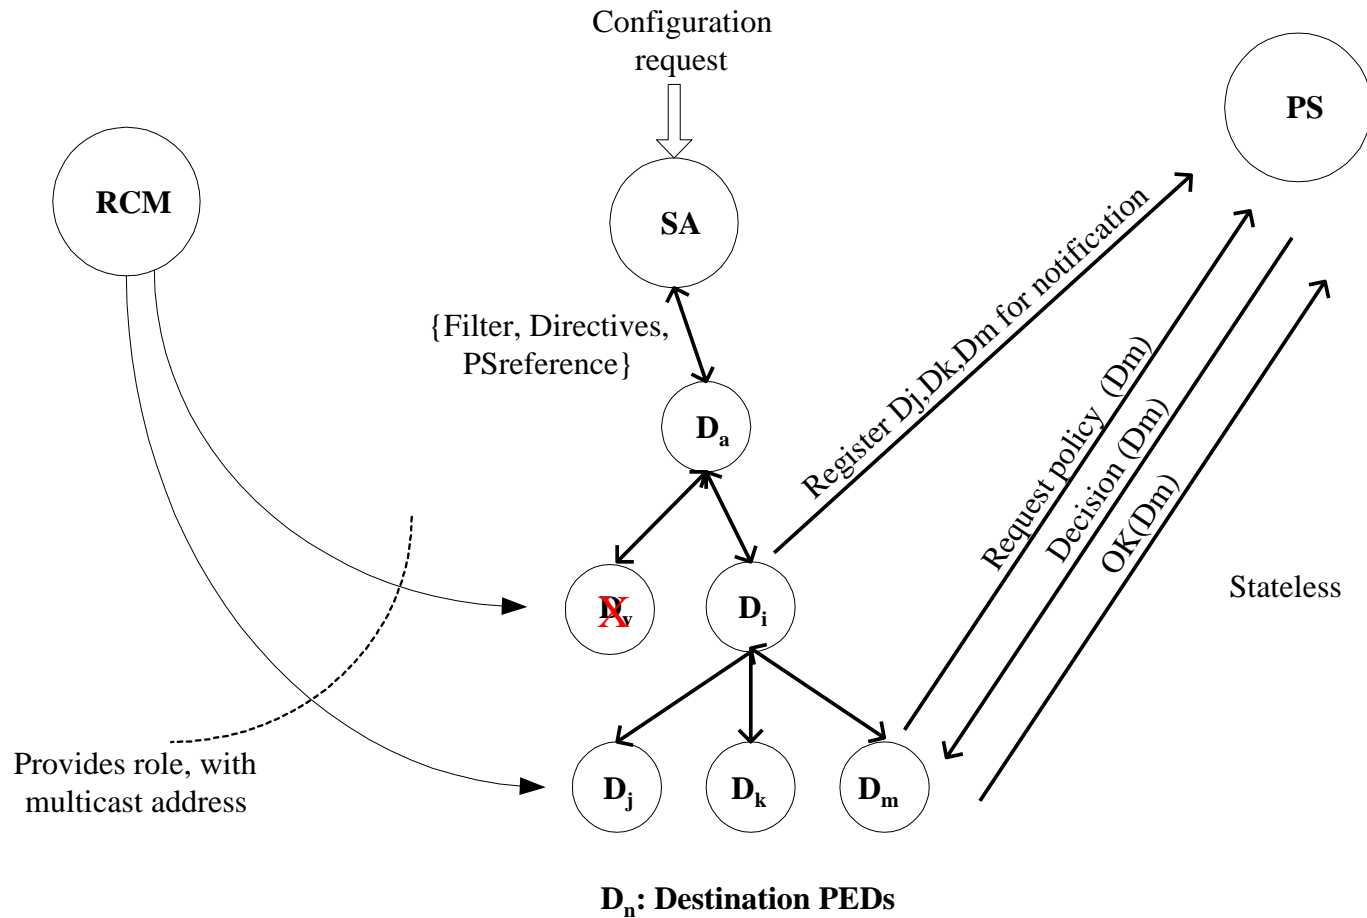 Configuration
request
PS
RCM
SA
{Filter, Directives,
PSreference}
Register Dj,Dk,Dm for notification
Request policy (Dm)
Decision (Dm)
OK(Dm)
Da
Stateless
Dv
X
Di
Provides role, with
multicast address
Dj
Dk
Dm
Dn: Destination PEDs